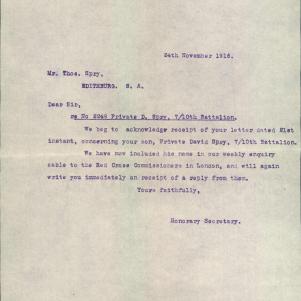 24th November 1916.
Mr. Thos. Spry,
EDITHBURG. S. A.
Dear Sir,
re No 2048 Private D. Spry, 7/10th Battalion.
We beg to acknowledge receipt of your letter dated 21st
instant, concerning your son, Private David Spry, 7/10th Battalion.
We have now included his name in our weekly enquiry
cable to the Red Cross Commissioners in London, and will again
write you immediately on receipt of a reply from them.
Yours faithfully,
Honorary Secretary.